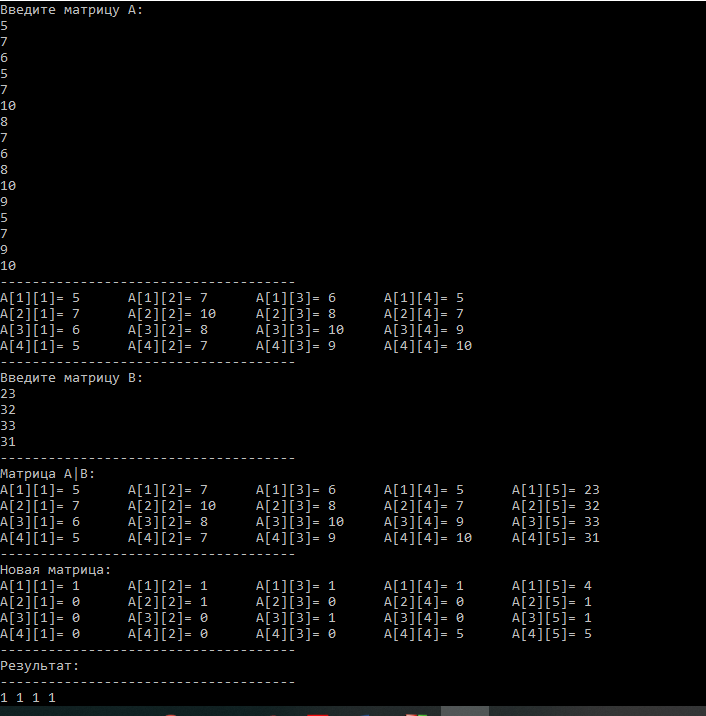 Введите матрицу A:
5
7
6
5
7
10
8
7
6
8
10
9
5
7
9
10
-------------------------------------
A[1][1]= 5 A[1][2]= 7 A[1][3]= 6 A[1][4]= 5
A[2][1]= 7 A[2][2]= 10 A[2][3]= 8 A[2][4]= 7
A[3][1]= 6 A[3][2]= 8 A[3][3]= 10 A[3][4]= 9
A[4][1]= 5 A[4][2]= 7 A[4][3]= 9 A[4][4]= 10
-------------------------------------
Введите матрицу B:
23
32
33
31
-------------------------------------
Матрица A|B:
A[1][1]= 5 A[1][2]= 7 A[1][3]= 6 A[1][4]= 5 A[1][5]= 23
A[2][1]= 7 A[2][2]= 10 A[2][3]= 8 A[2][4]= 7 A[2][5]= 32
A[3][1]= 6 A[3][2]= 8 A[3][3]= 10 A[3][4]= 9 A[3][5]= 33
A[4][1]= 5 A[4][2]= 7 A[4][3]= 9 A[4][4]= 10 A[4][5]= 31
-------------------------------------
Новая матрица:
A[1][1]= 1 A[1][2]= 1 A[1][3]= 1 A[1][4]= 1 A[1][5]= 4
A[2][1]= 0 A[2][2]= 1 A[2][3]= 0 A[2][4]= 0 A[2][5]= 1
A[3][1]= 0 A[3][2]= 0 A[3][3]= 1 A[3][4]= 0 A[3][5]= 1
A[4][1]= 0 A[4][2]= 0 A[4][3]= 0 A[4][4]= 5 A[4][5]= 5
-------------------------------------
Результат:
-------------------------------------
1 1 1 1